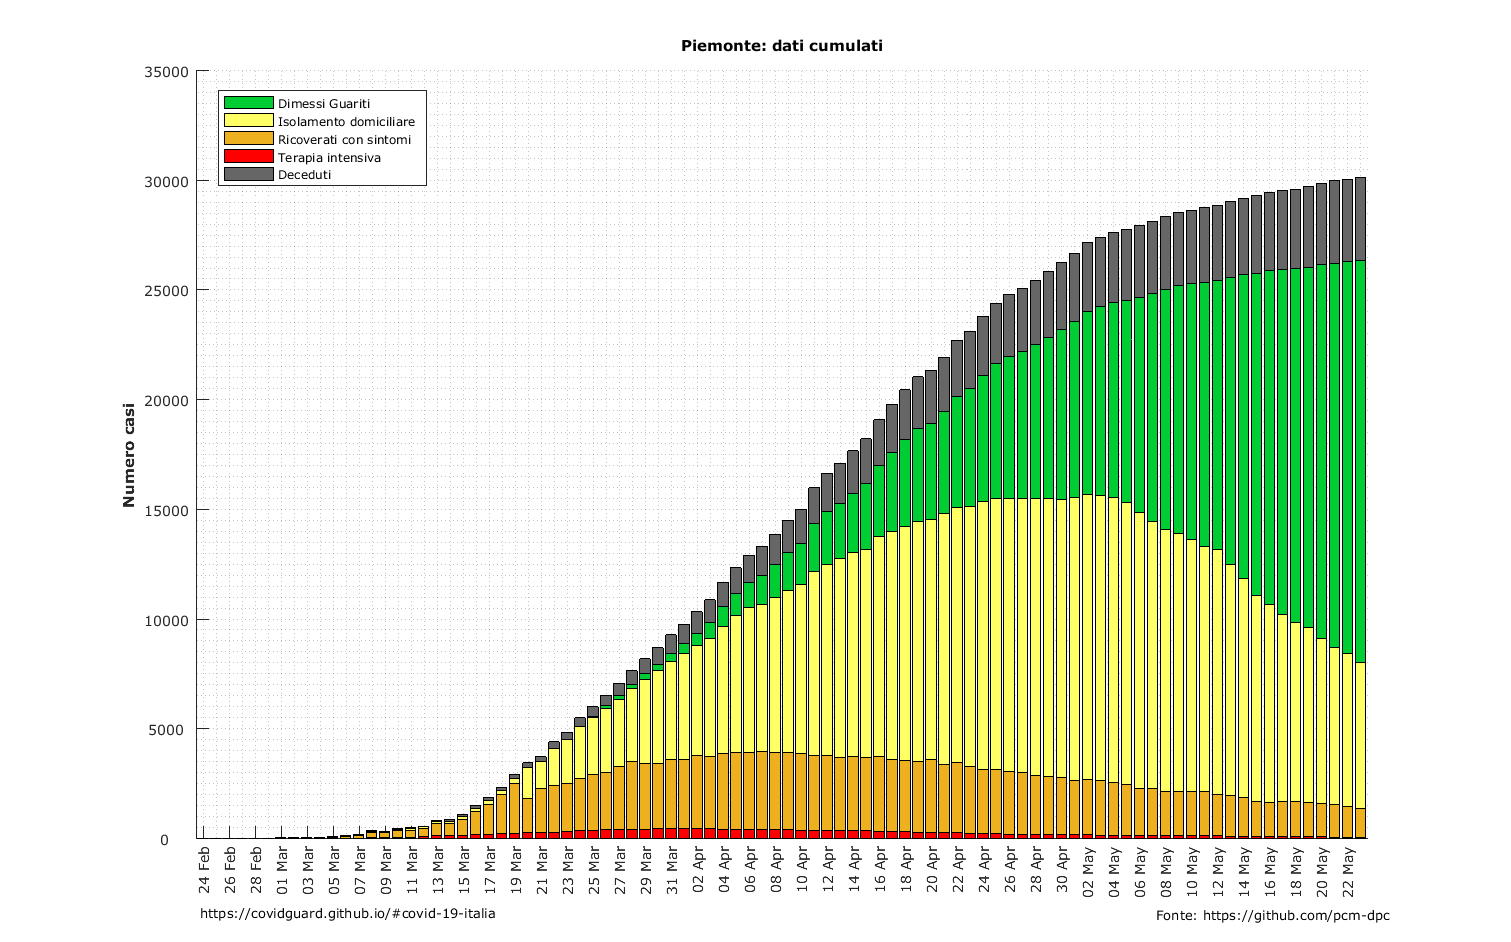 Piemonte: dati cumulati
35000
30000
25000
20000
15000
10000
5000
0
Numero casi
Dimessi Guariti
Isolamento domiciliare
Ricoverati con sintomi
Terapia intensiva
Deceduti
24 Feb
26 Feb
28 Feb
01 Mar
03 Mar
05 Mar
07 Mar
09 Mar
11 Mar
13 Mar
15 Mar
17 Mar
19 Mar
21 Mar
23 Mar
25 Mar
27 Mar
29 Mar
31 Mar
02 Apr
04 Apr
06 Apr
08 Apr
10 Apr
12 Apr
14 Apr
16 Apr
18 Apr
20 Apr
22 Apr
24 Apr
26 Apr
28 Apr
30 Apr
02 May
04 May
06 May
08 May
10 May
12 May
14 May
16 May
18 May
20 May
22 May
https://covidguard.github.io/#covid-19-italia
Fonte: https://github.com/pcm-dpc